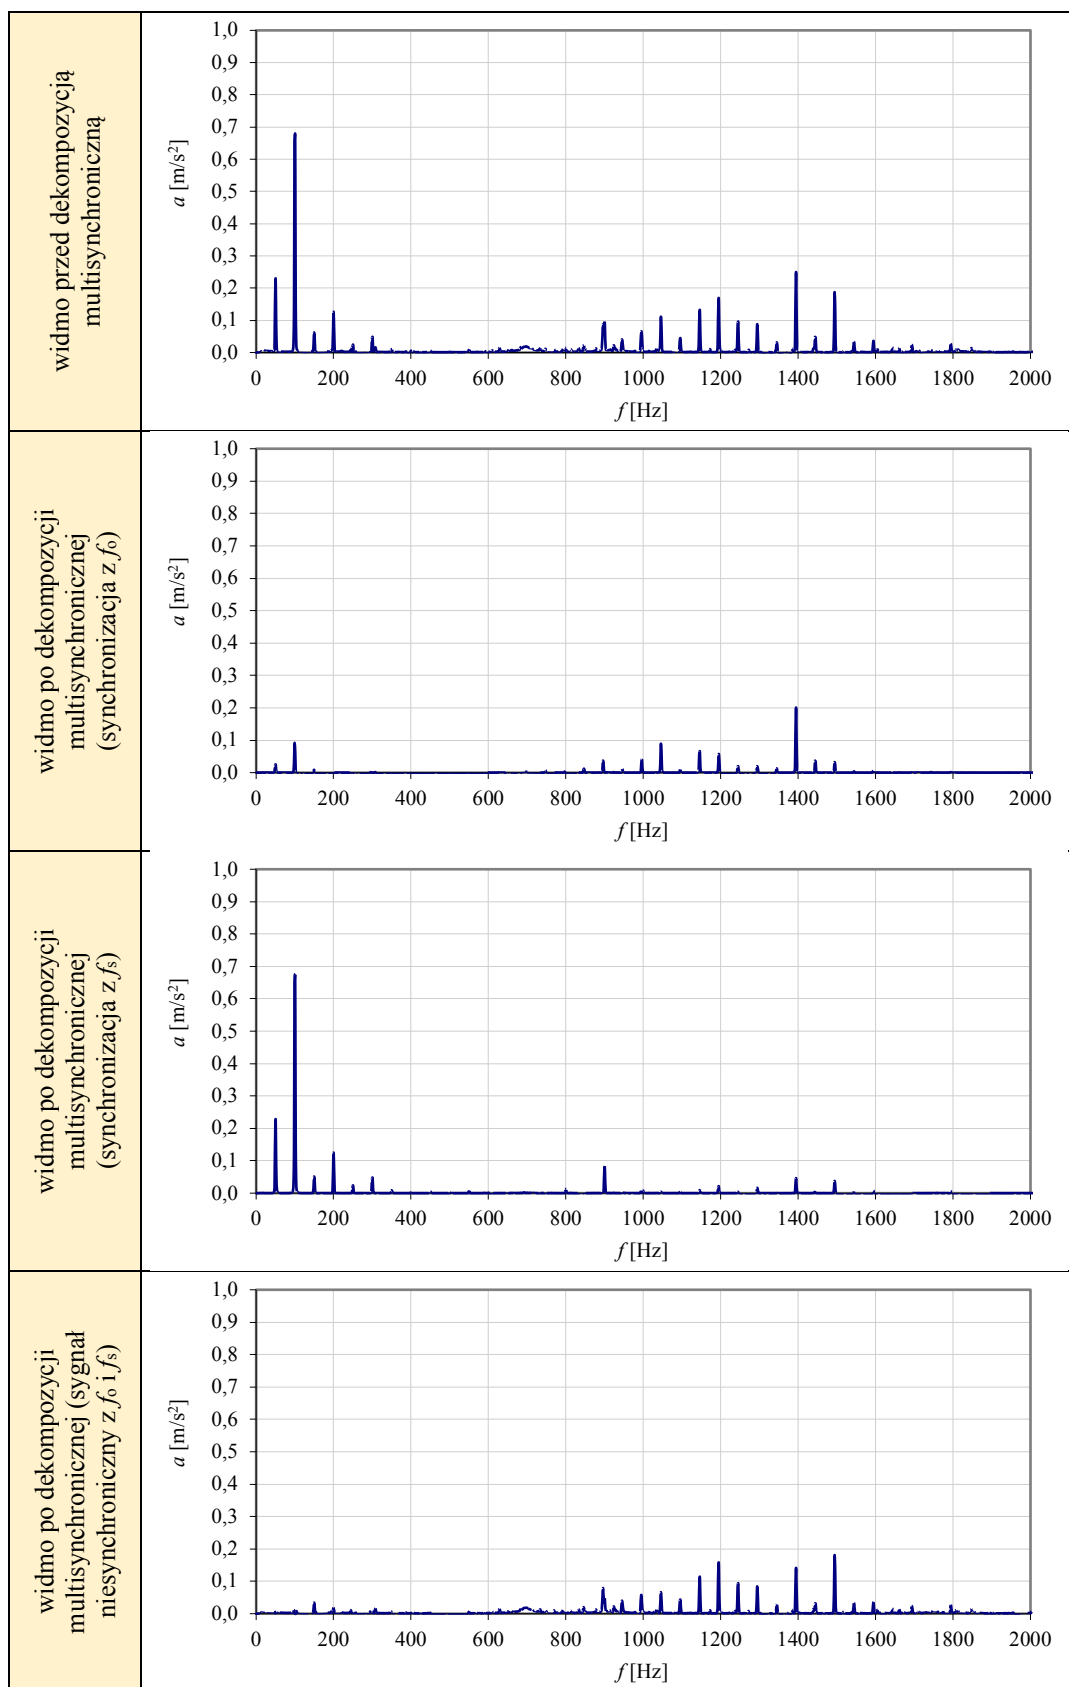 widmo przed dekompozycją
multisynchroniczną
1,0
0,9
0,8
0,7
0,6
0,5
0,4
0,3
0,2
0,1
0,0
a [m/s²]
0 200 400 600 800 1000 1200 1400 1600 1800 2000
f [Hz]
widmo po dekompozycji
multisynchronicznej
(synchronizacja z fo)
1,0
0,9
0,8
0,7
0,6
0,5
0,4
0,3
0,2
0,1
0,0
a [m/s²]
0 200 400 600 800 1000 1200 1400 1600 1800 2000
f [Hz]
widmo po dekompozycji
multisynchronicznej
(synchronizacja z fs)
1,0
0,9
0,8
0,7
0,6
0,5
0,4
0,3
0,2
0,1
0,0
a [m/s²]
0 200 400 600 800 1000 1200 1400 1600 1800 2000
f [Hz]
widmo po dekompozycji
multisynchronicznej (sygnał
niesynchroniczny z fo i fs)
1,0
0,9
0,8
0,7
0,6
0,5
0,4
0,3
0,2
0,1
0,0
a [m/s²]
0 200 400 600 800 1000 1200 1400 1600 1800 2000
f [Hz]